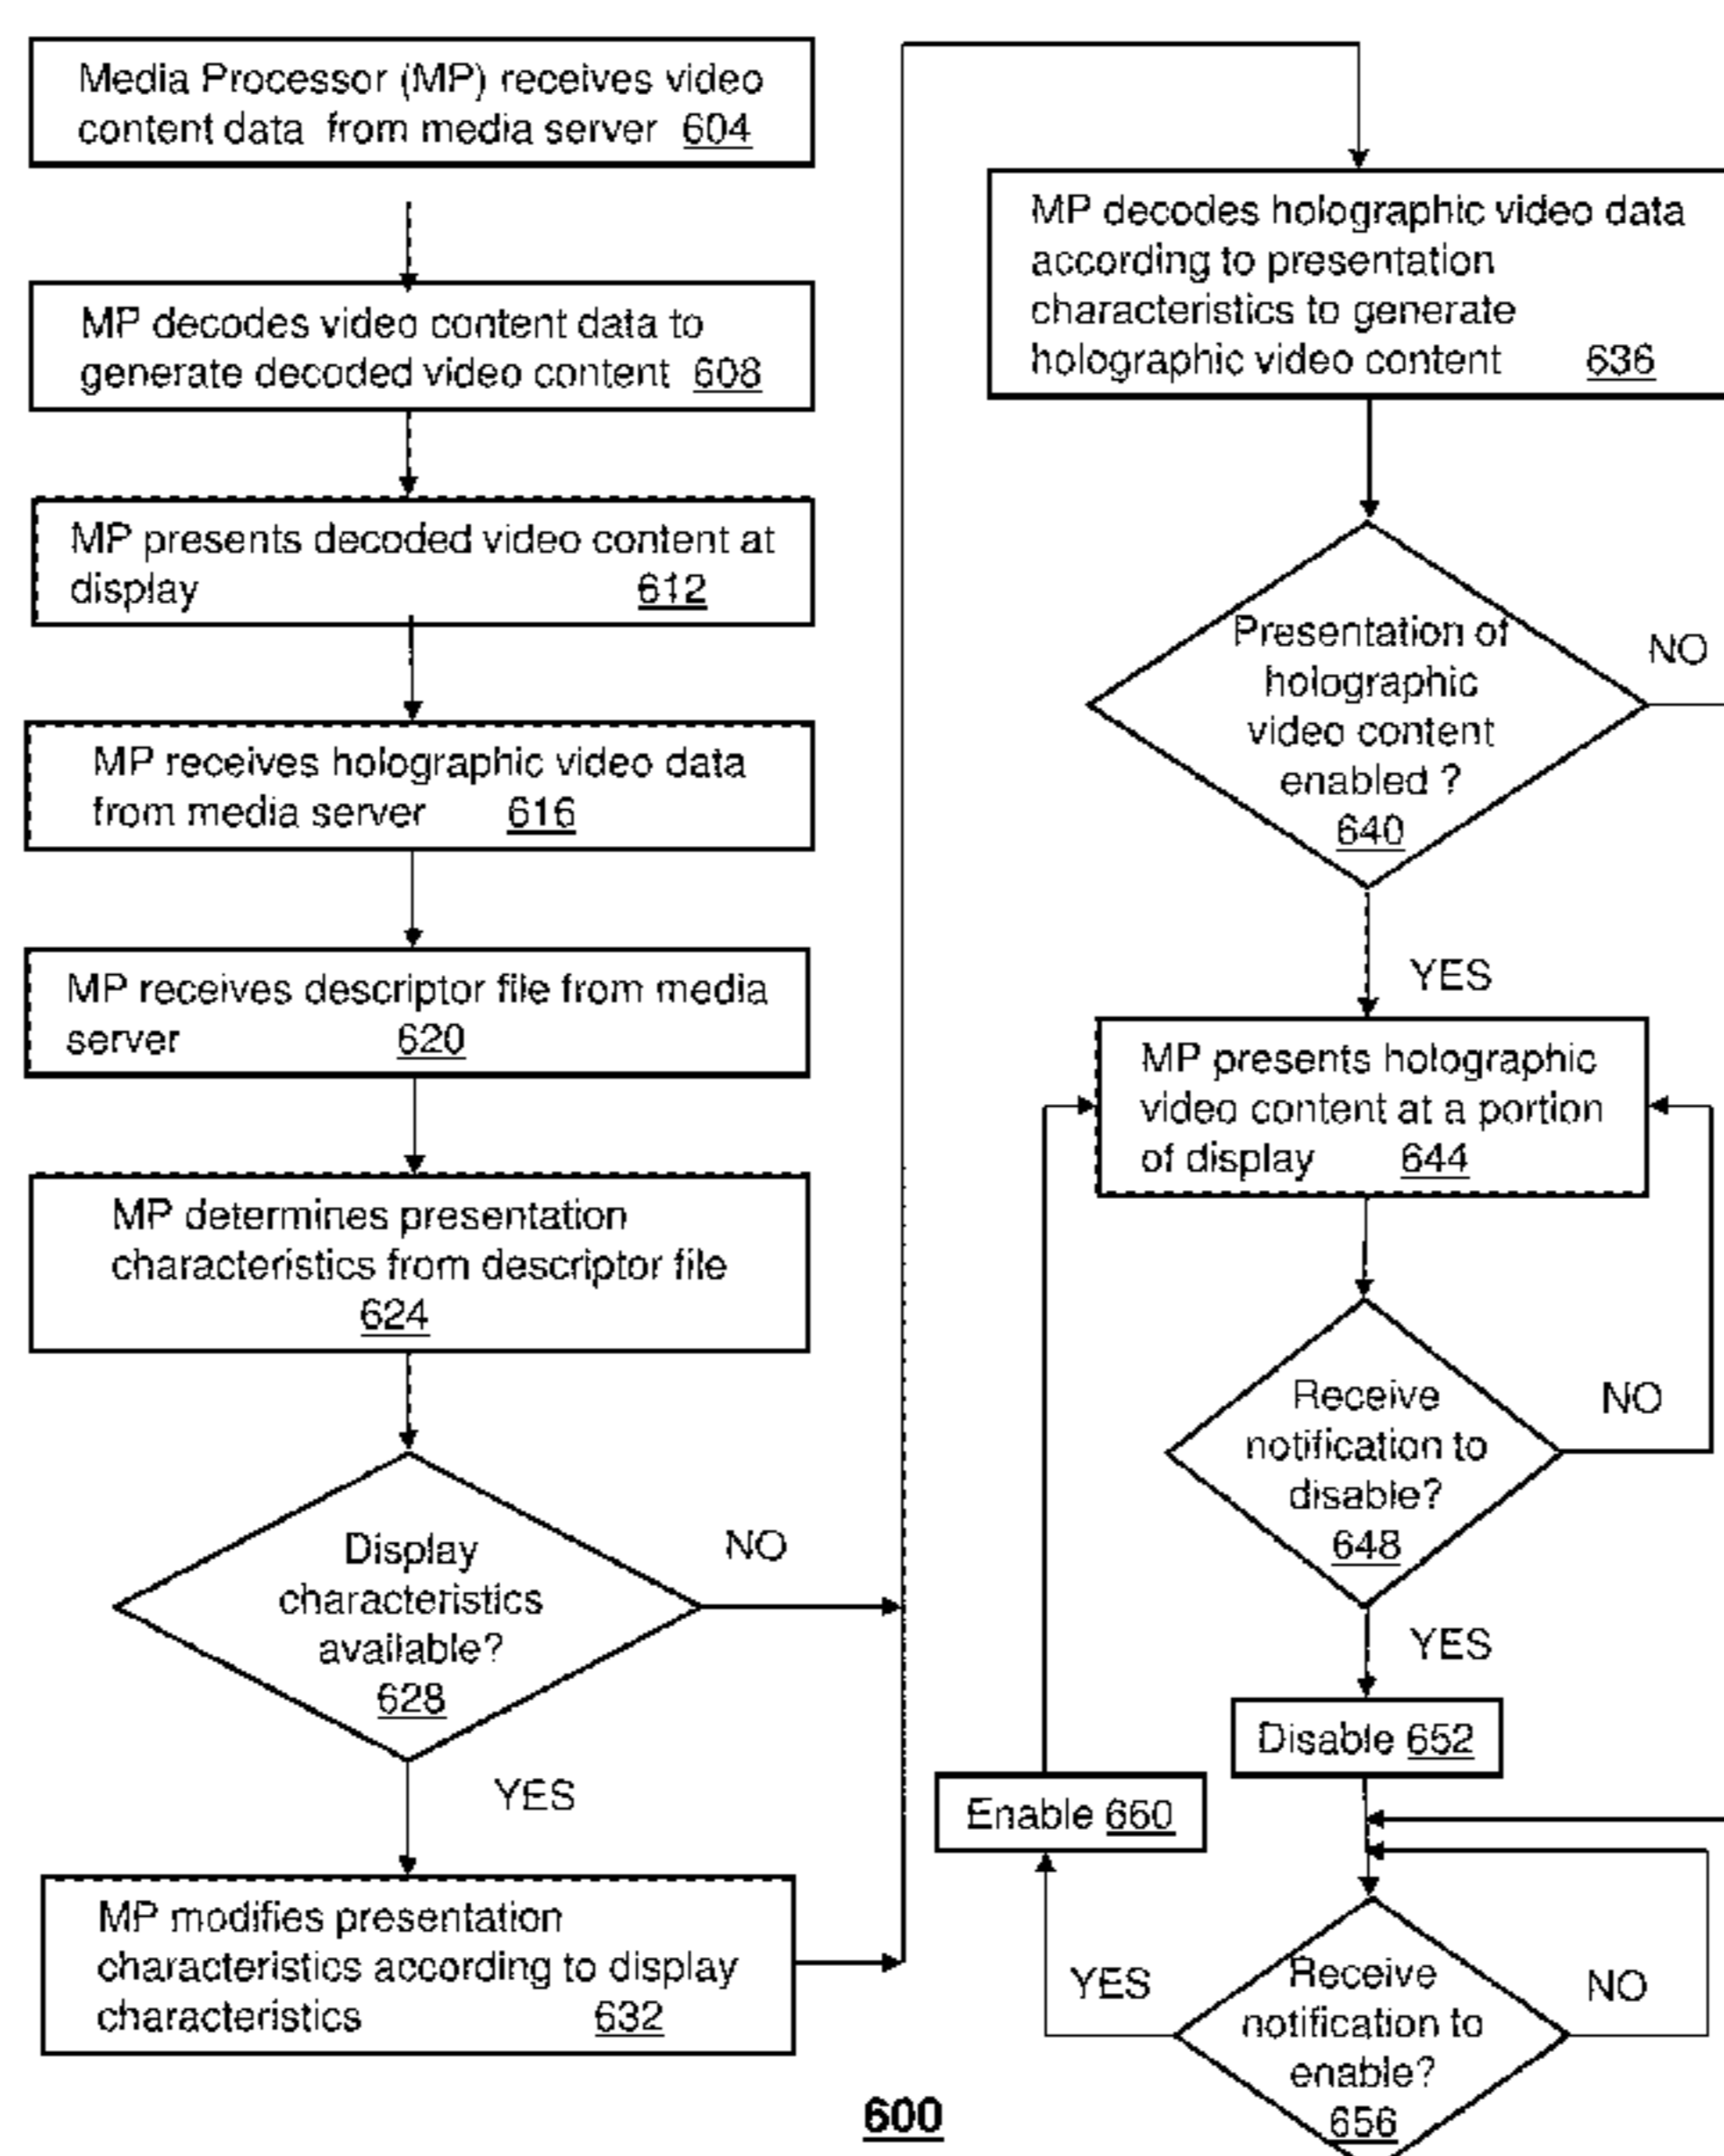 Media Processor (MP) receives video
content data from media server 604
MP decodes video content data to
generate decoded video content 608
MP presents decoded video content at
display 612
MP receives holographic video data
from media server 616
MP receives descriptor file from media
server 620
MP determines presentation
characteristics from descriptor file
624
Display
characteristics
available?
628
NO
YES
MP modifies presentation
characteristics according to display
characteristics 632
MP decodes holographic video data
according to presentation
characteristics to generate
holographic video content 636
Presentation of
holographic
video content
enabled ?
640
NO
YES
MP presents holographic
video content at a portion
of display 644
Receive
notification to
disable?
648
NO
YES
Disable 652
Enable 660
Receive
notification to
enable?
656
YES
NO
600